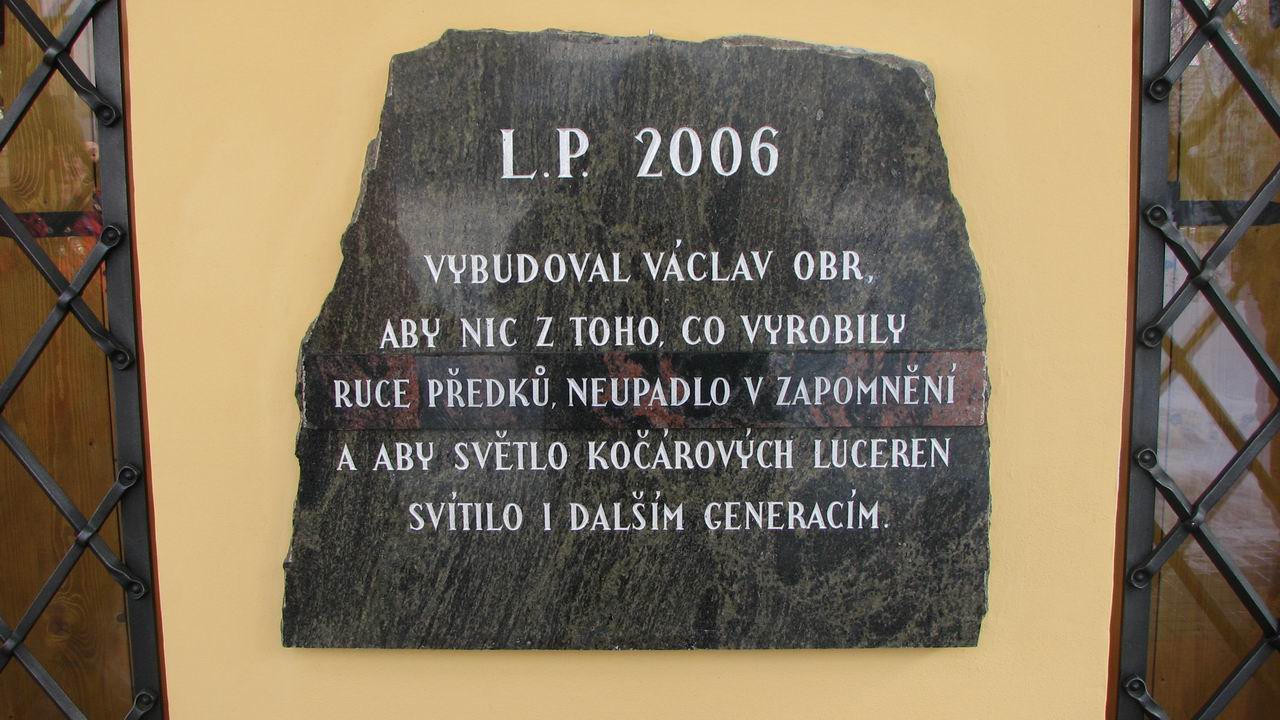 L.P. 2006
VYBUDOVAL VÁCLAV OBR,
ABY NIC Z TOHO, CO VYROBILY
RUCE PŘEDKŮ, NEUPADLO V ZAPOMNĚNÍ
A ABY SVĚTLO KOČÁROVÝCH LUCEREN
SVÍTILO I DALŠÍM GENERACÍM.